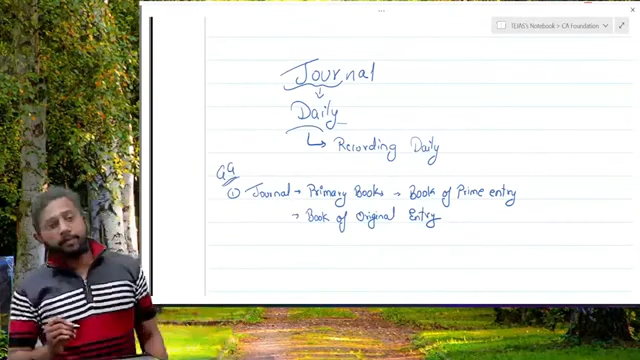 TEJAS's Notebook > CA Foundation
Journal
Daily
Recording Daily
① Journal → Primary Books → Book of Prime entry
→ Book of Original Entry